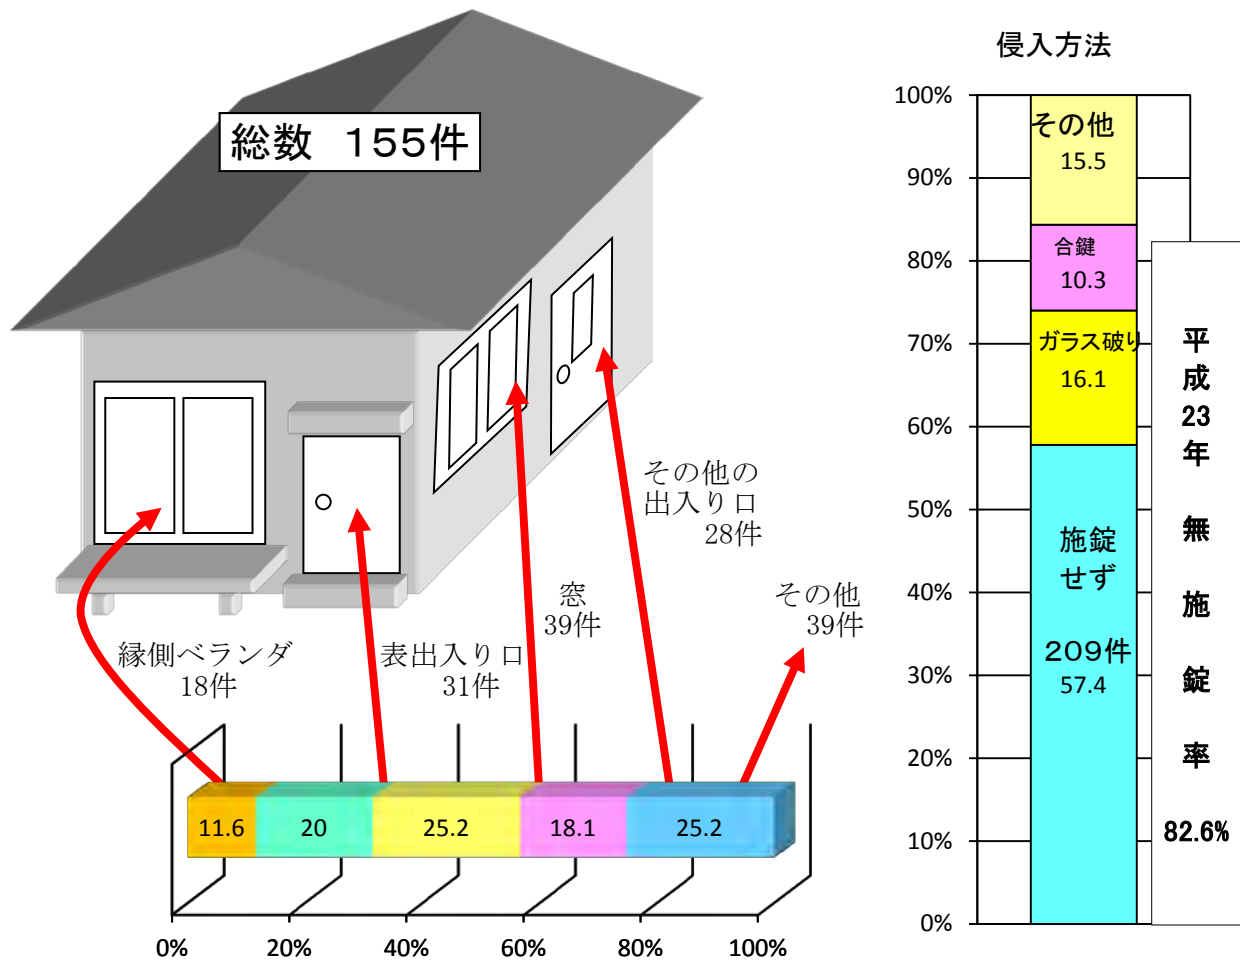 総数 155件
縁側ベランダ
18件
表出入り口
31件
窓
39件
その他の
出入り口
28件
その他
39件
11.6
20
25.2
18.1
25.2
0%
20%
40%
60%
80%
100%
侵入方法
100%
90%
80%
70%
60%
50%
40%
30%
20%
10%
0%
その他
15.5
合鍵
10.3
ガラス破り
16.1
施錠
せず
209件
57.4
平成23年 無施錠率
82.6%